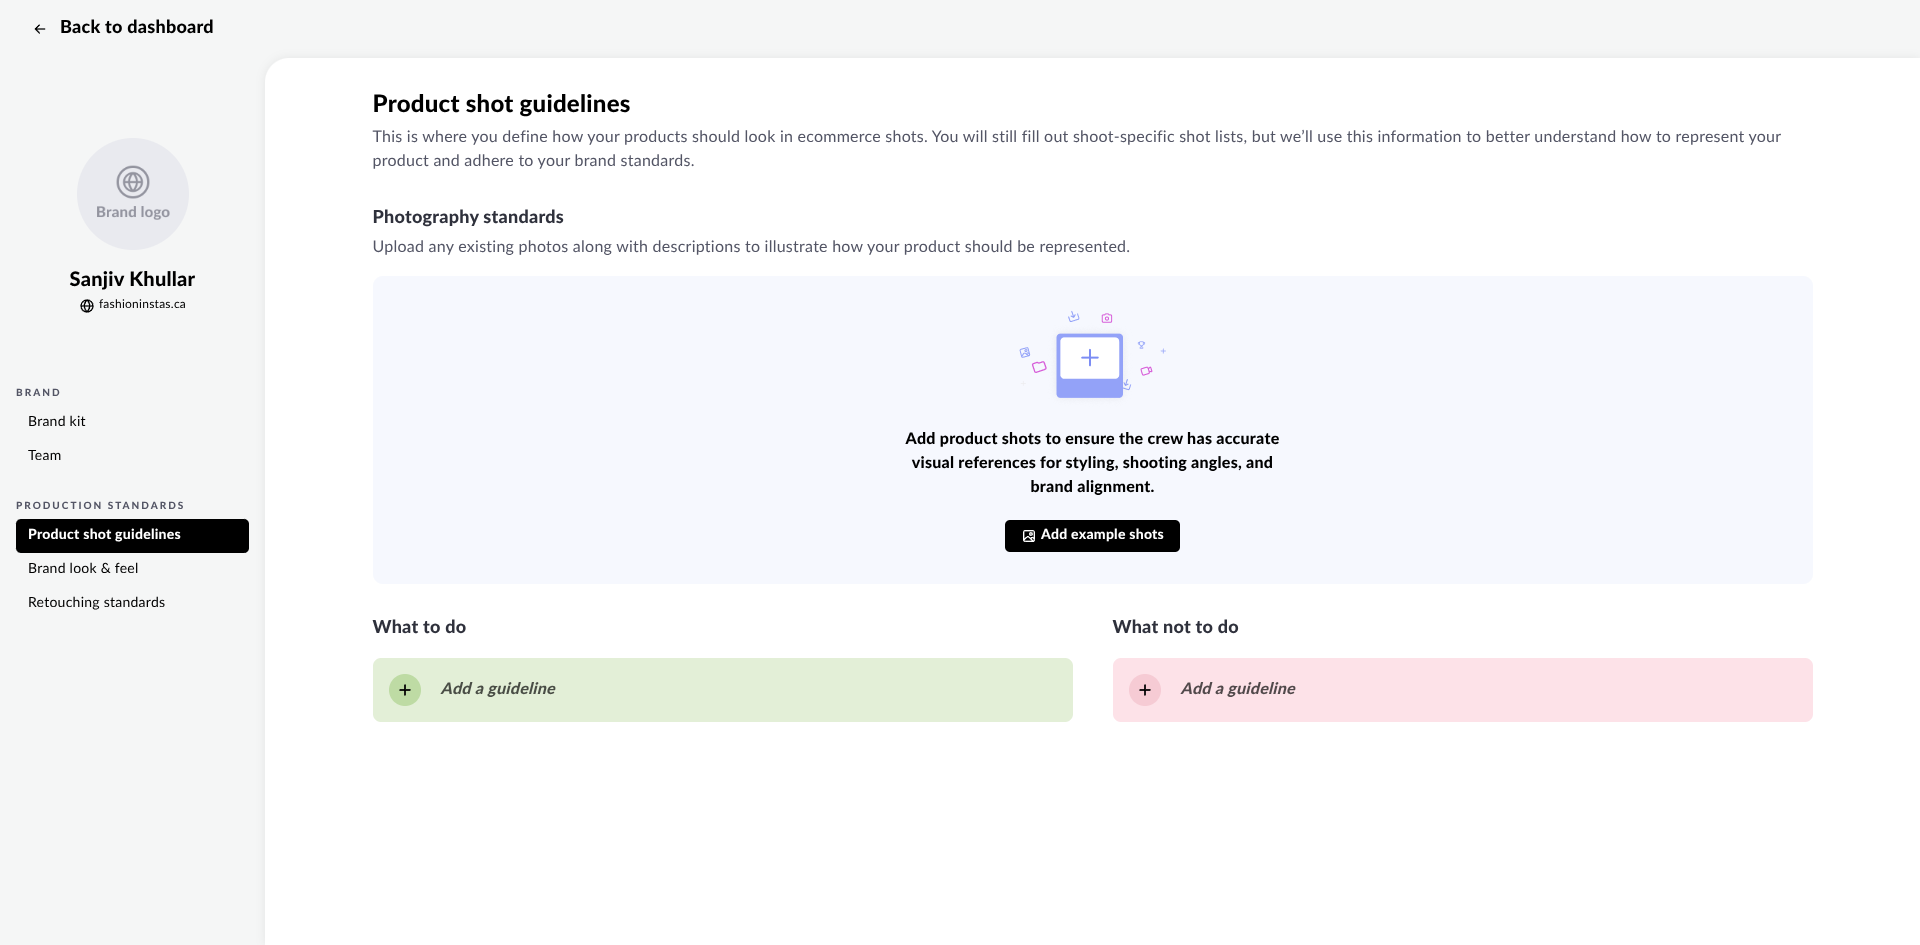 Back to dashboard
Brand logo
Sanjiv Khullar
fashioninstas.ca
BRAND
Brand kit
Team
PRODUCTION STANDARDS
Product shot guidelines
Brand look & feel
Retouching standards
Product shot guidelines
This is where you define how your products should look in ecommerce shots. You will still fill out shoot-specific shot lists, but we’ll use this information to better understand how to represent your
product and adhere to your brand standards.
Photography standards
Upload any existing photos along with descriptions to illustrate how your product should be represented.
Add product shots to ensure the crew has accurate
visual references for styling, shooting angles, and
brand alignment.
Add example shots
What to do
Add a guideline
What not to do
Add a guideline